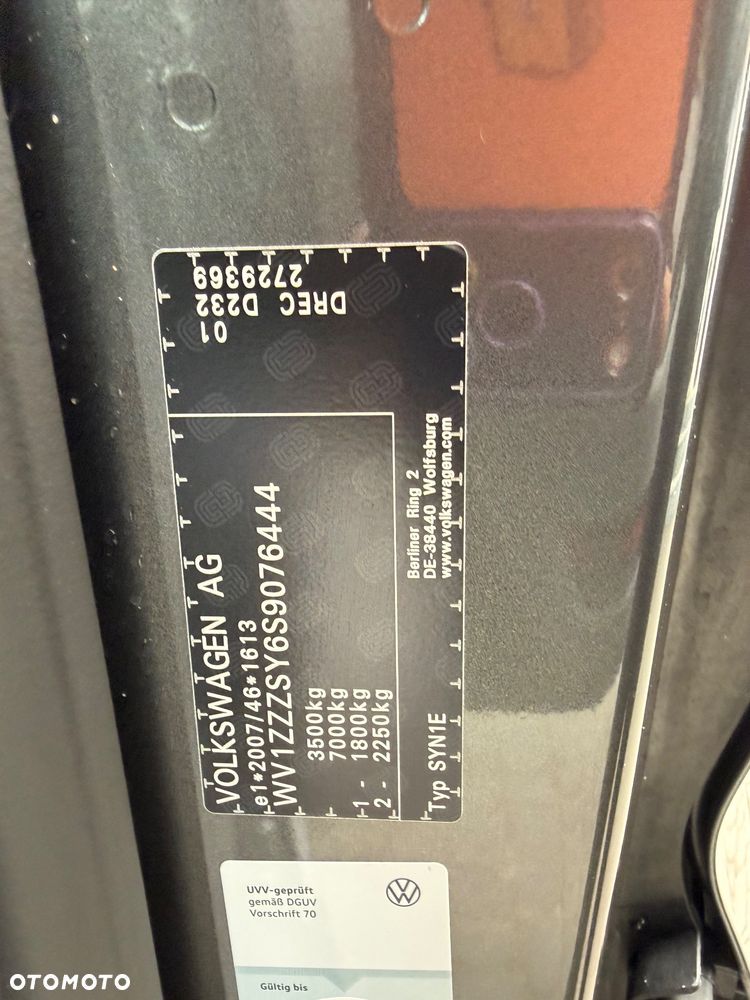 VOLKSWAGEN AG
e1*2007/46*1613
WV1ZZZSY6S9076444
3500kg
7000kg
1 - 1800kg
2 - 2250kg
Typ SYN1E
Berliner Ring 2
DE-38440 Wolfsburg
www.volkswagen.com
01
DREC D232
2729369
UVV-geprüft
gemäß DGUV
Vorschrift 70
Gültig bis
OTOMOTO